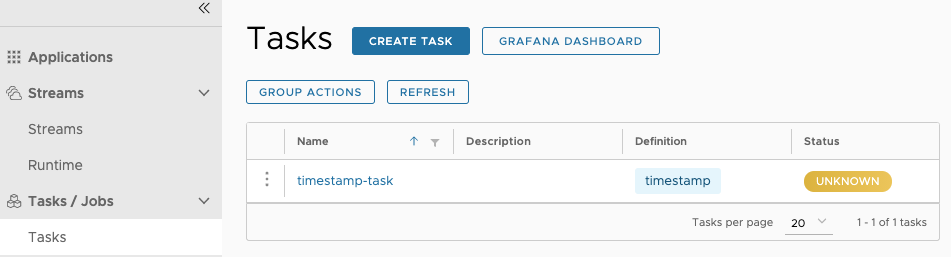 Applications
Streams
Streams
Runtime
Tasks / Jobs
Tasks
Tasks CREATE TASK GRAFANA DASHBOARD
GROUP ACTIONS REFRESH
Name Description Definition Status
timestamp-task timestamp UNKNOWN
Tasks per page 20 1 - 1 of 1 tasks